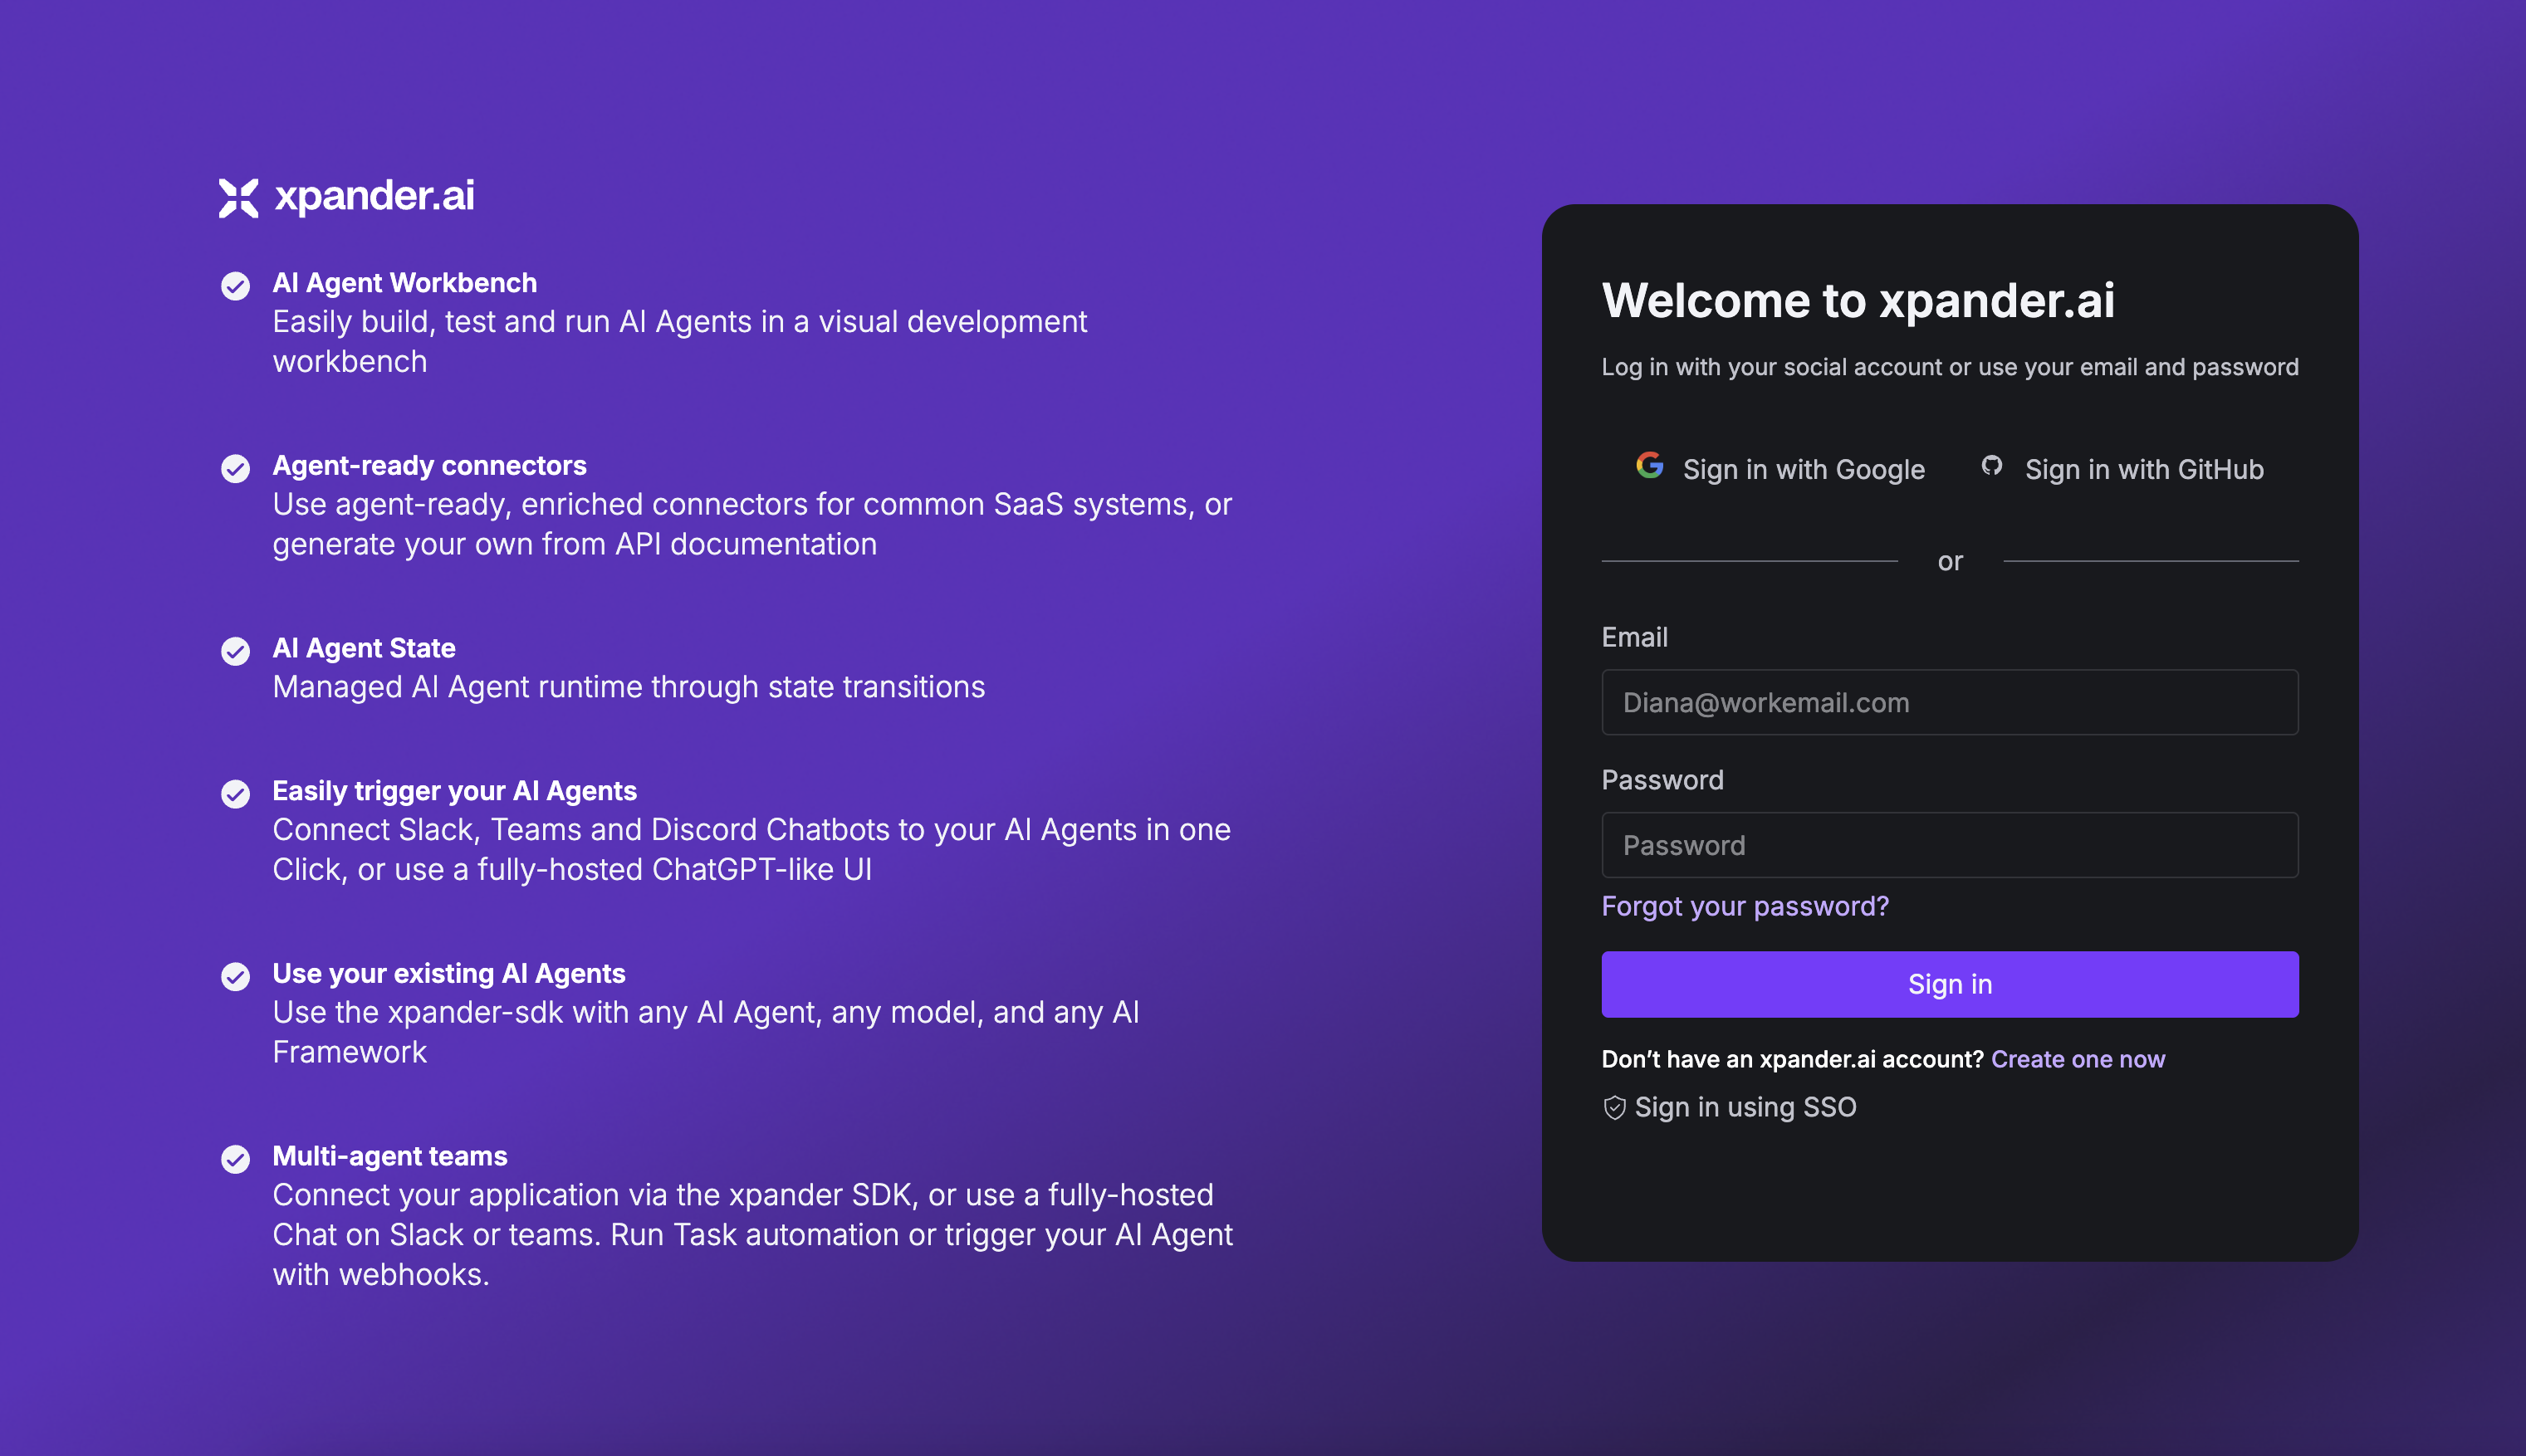 xpander.ai
AI Agent Workbench
Easily build, test and run AI Agents in a visual development
workbench
Agent-ready connectors
Use agent-ready, enriched connectors for common SaaS systems, or
generate your own from API documentation
AI Agent State
Managed AI Agent runtime through state transitions
Easily trigger your AI Agents
Connect Slack, Teams and Discord Chatbots to your AI Agents in one
Click, or use a fully-hosted ChatGPT-like UI
Use your existing AI Agents
Use the xpander-sdk with any AI Agent, any model, and any AI
Framework
Multi-agent teams
Connect your application via the xpander SDK, or use a fully-hosted
Chat on Slack or teams. Run Task automation or trigger your AI Agent
with webhooks.
Welcome to xpander.ai
Log in with your social account or use your email and password
Sign in with Google
Sign in with GitHub
or
Email
Diana@workemail.com
Password
Password
Forgot your password?
Sign in
Don’t have an xpander.ai account? Create one now
Sign in using SSO